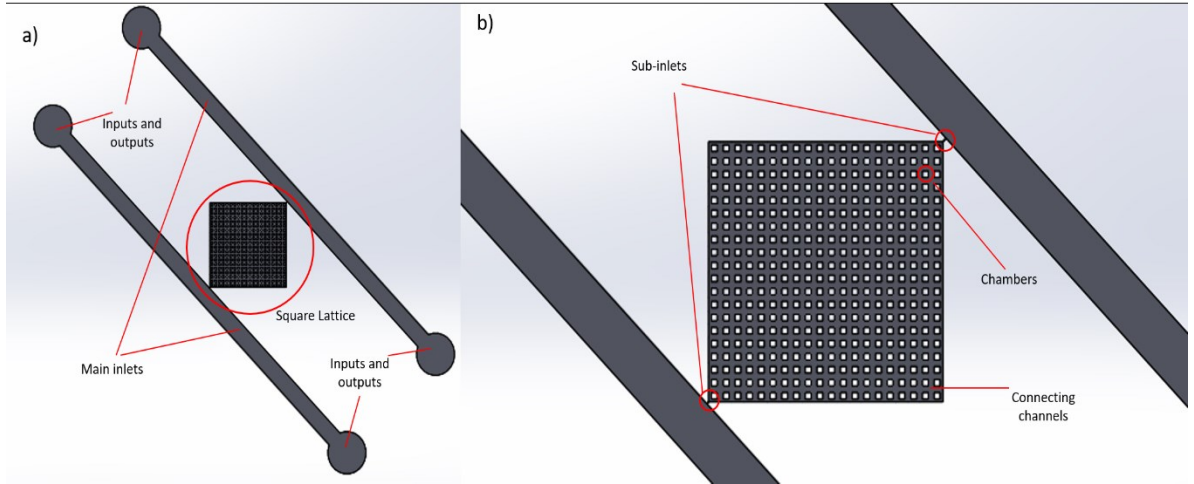 a)
Inputs and
outputs
Square Lattice
Main inlets
Inputs and
outputs
b)
Sub-inlets
Chambers
Connecting
channels